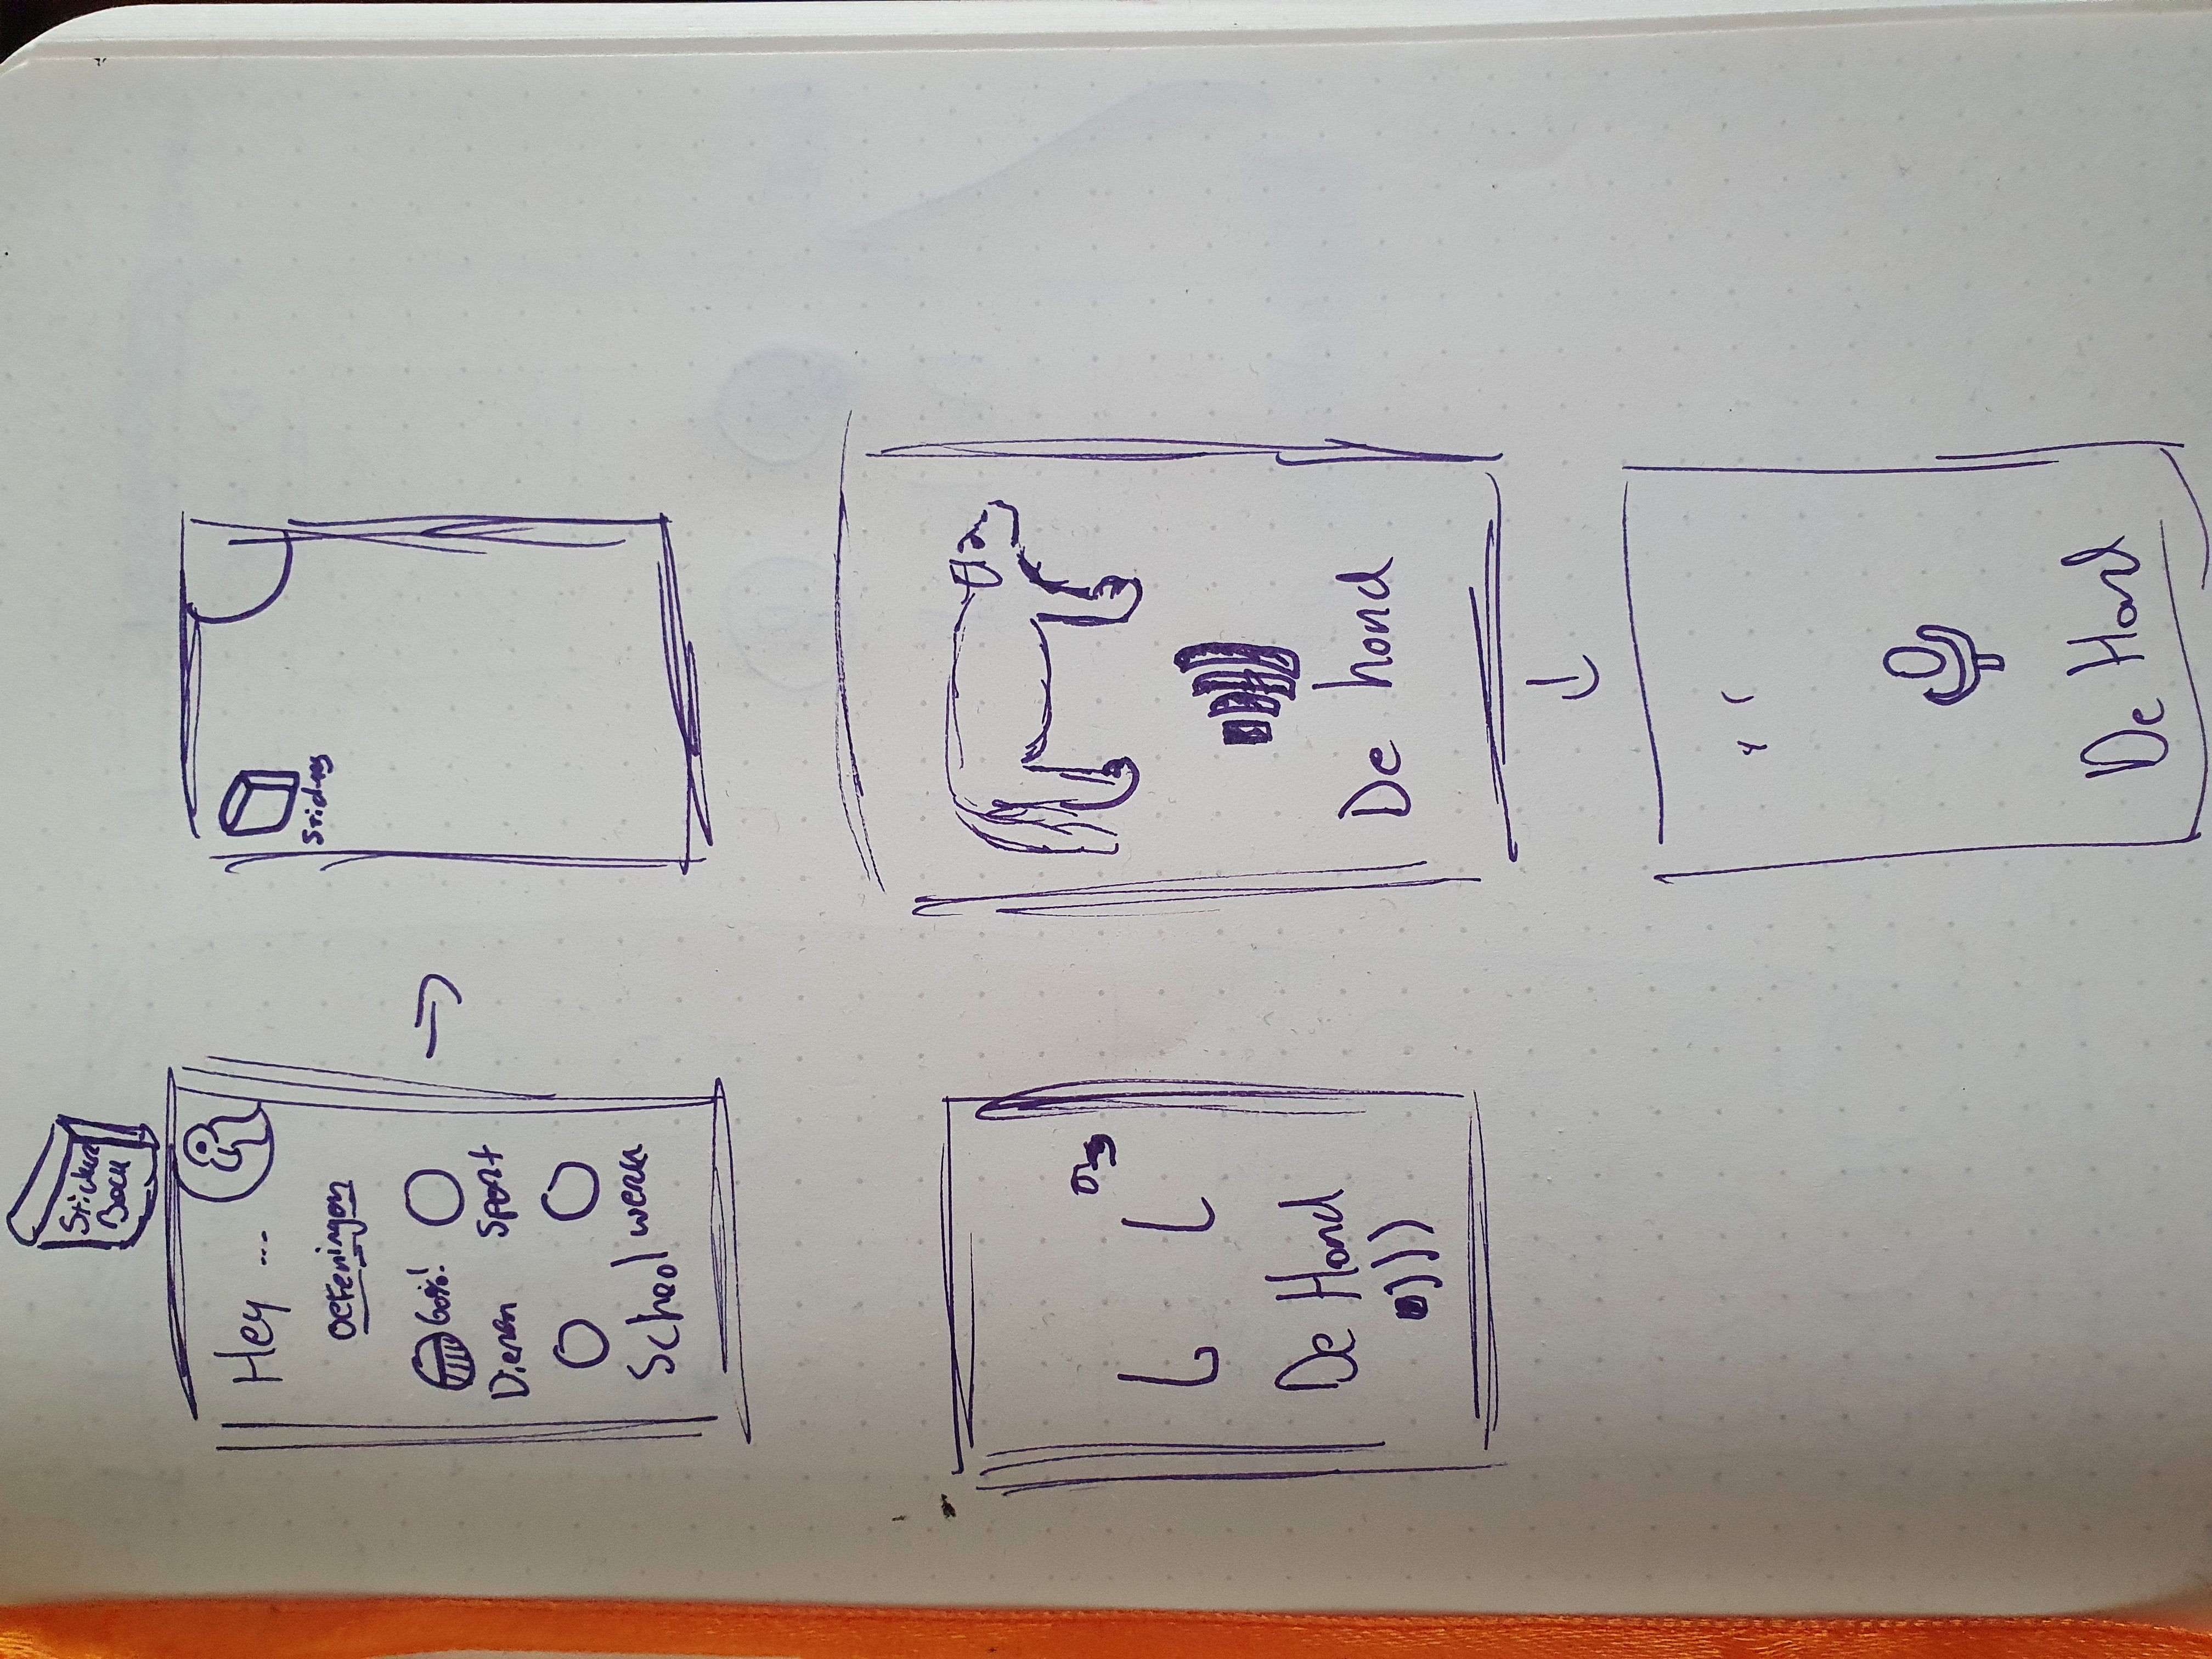 Sticker
Boek
Hey ...
oefeningen
60%!
Dieren
Sport
School
werk
Stickers
De Hond
De hond
De Hond